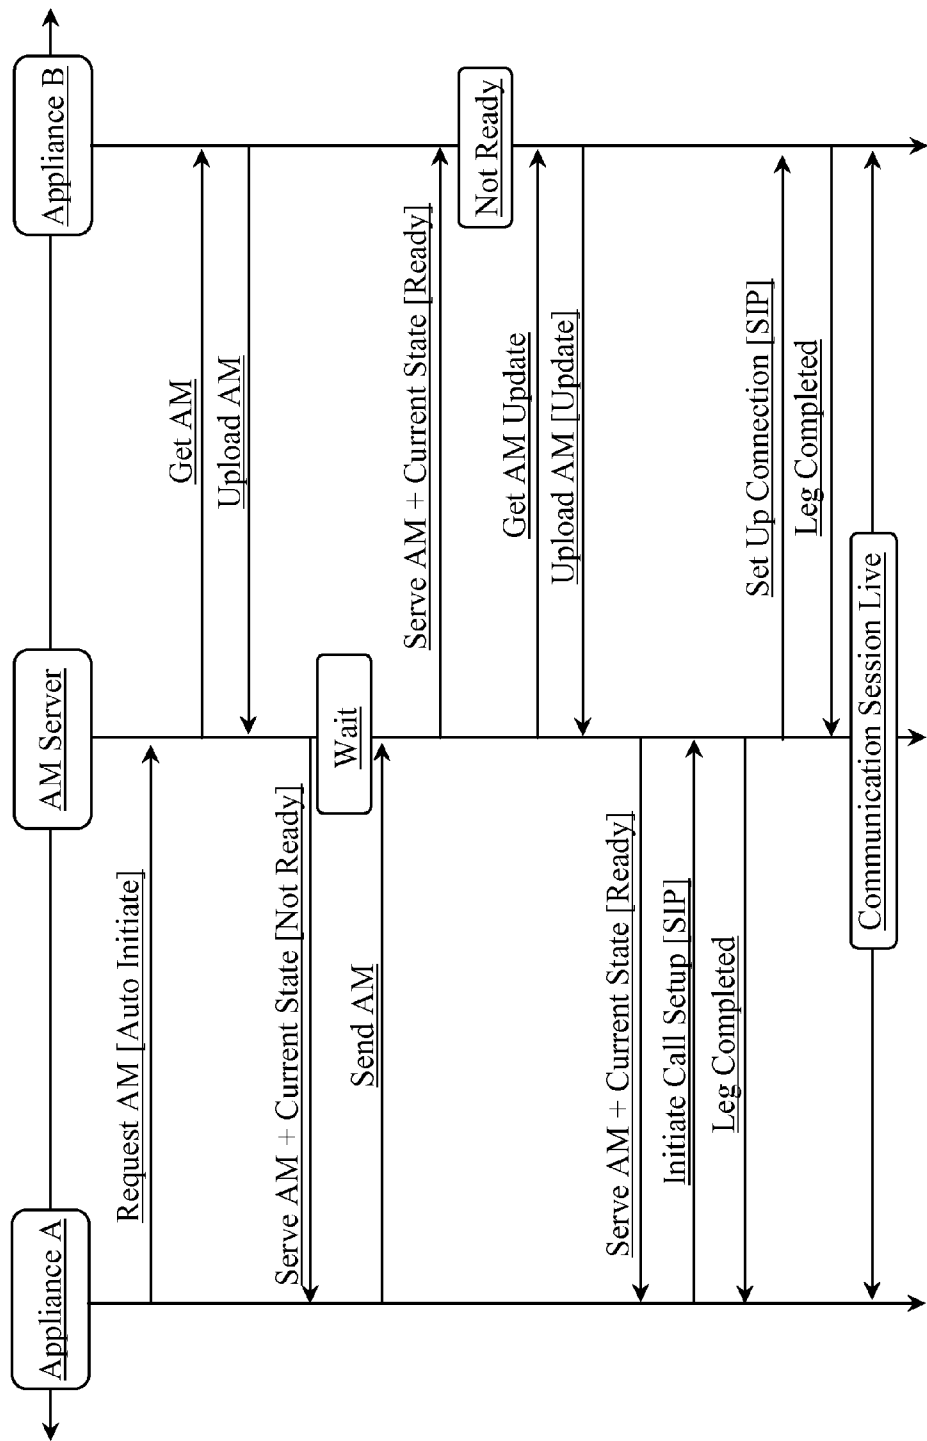 Appliance A
AM Server
Appliance B
Request AM [Auto Initiate]
Get AM
Upload AM
Serve AM + Current State [Not Ready]
Wait
Send AM
Serve AM + Current State [Ready]
Not Ready
Get AM Update
Upload AM [Update]
Serve AM + Current State [Ready]
Initiate Call Setup [SIP]
Leg Completed
Set Up Connection [SIP]
Leg Completed
Communication Session Live